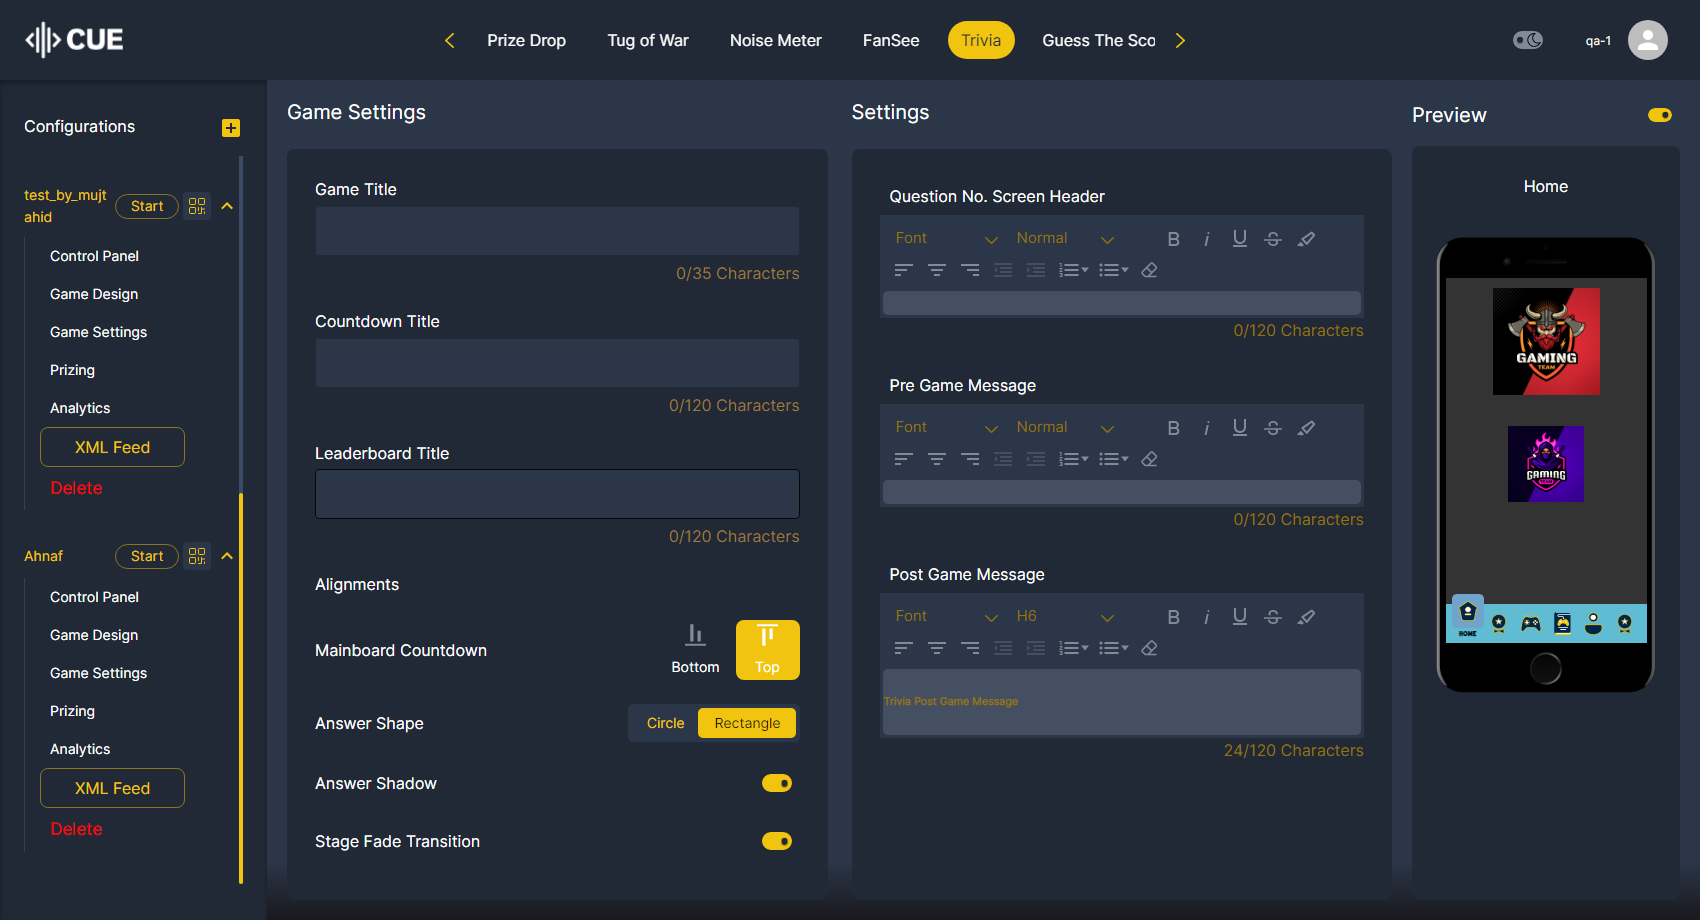 CUE
Prize Drop
Tug of War
Noise Meter
FanSee
Trivia
Guess The Sco
qa-1
Configurations
test_by_mujt
ahid
Start
Control Panel
Game Design
Game Settings
Prizing
Analytics
XML Feed
Delete
Ahnaf
Start
Control Panel
Game Design
Game Settings
Prizing
Analytics
XML Feed
Delete
Game Settings
Game Title
0/35 Characters
Countdown Title
0/120 Characters
Leaderboard Title
0/120 Characters
Alignments
Mainboard Countdown
Bottom
Top
Answer Shape
Circle
Rectangle
Answer Shadow
Stage Fade Transition
Settings
Question No. Screen Header
Font
Normal
B
i
U
S
0/120 Characters
Pre Game Message
Font
Normal
B
i
U
S
0/120 Characters
Post Game Message
Font
H6
B
i
U
S
Trivia Post Game Message
24/120 Characters
Preview
Home
GAMING
TEAM
GAMING
TEAM
HOME